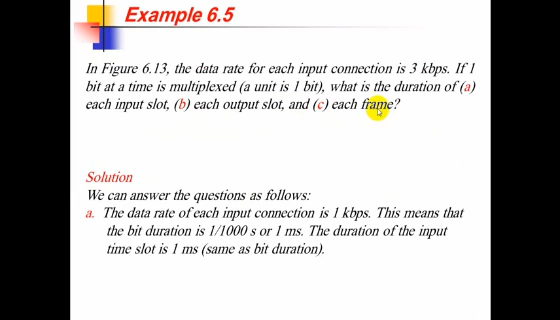 Example 6.5
In Figure 6.13, the data rate for each input connection is 3 kbps. If 1
bit at a time is multiplexed (a unit is 1 bit), what is the duration of (a)
each input slot, (b) each output slot, and (c) each frame?
Solution
We can answer the questions as follows:
a. The data rate of each input connection is 1 kbps. This means that
the bit duration is 1/1000 s or 1 ms. The duration of the input
time slot is 1 ms (same as bit duration).